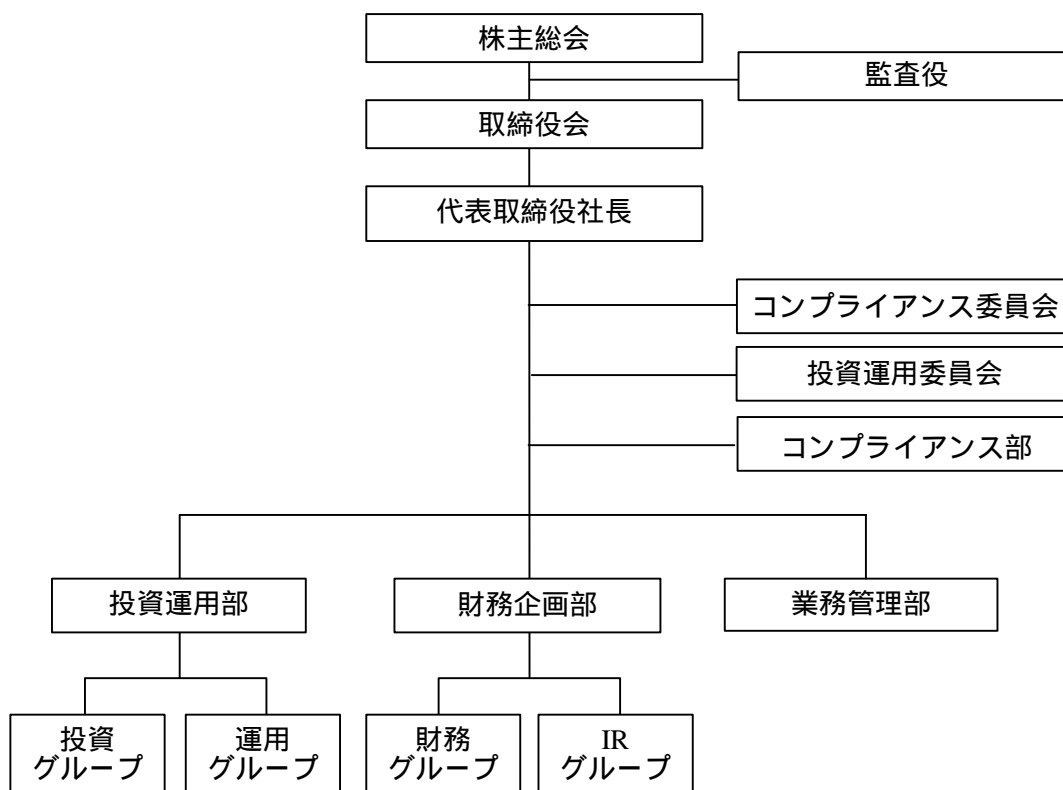 株主総会
監査役
取締役会
代表取締役社長
コンプライアンス委員会
投資運用委員会
コンプライアンス部
投資運用部
財務企画部
業務管理部
投資
グループ
運用
グループ
財務
グループ
IR
グループ